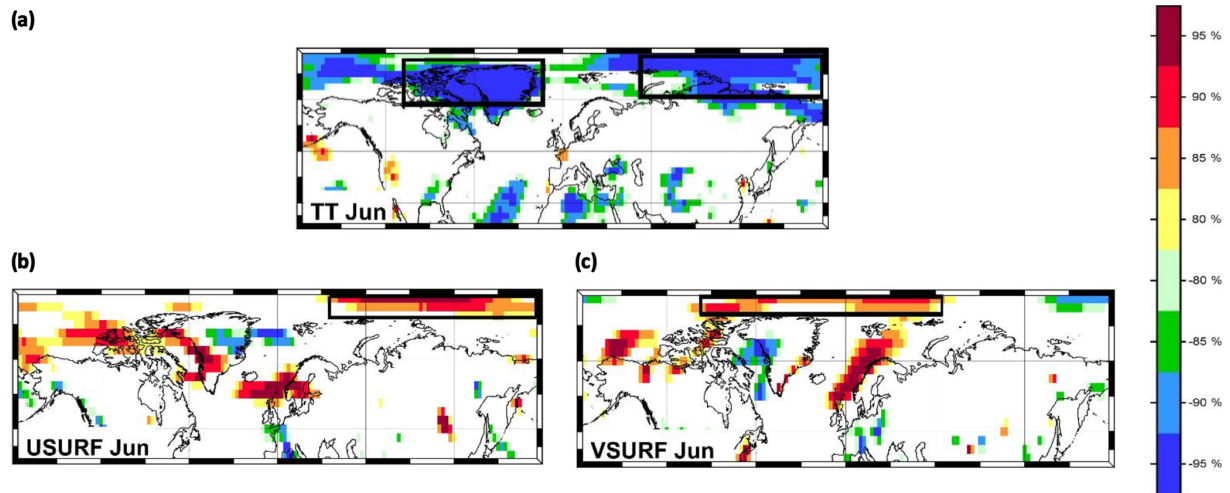 (a)
TT Jun
(b)
USURF Jun
(c)
VSURF Jun
95 %
90 %
85 %
80 %
-80 %
-85 %
-90 %
-95 %